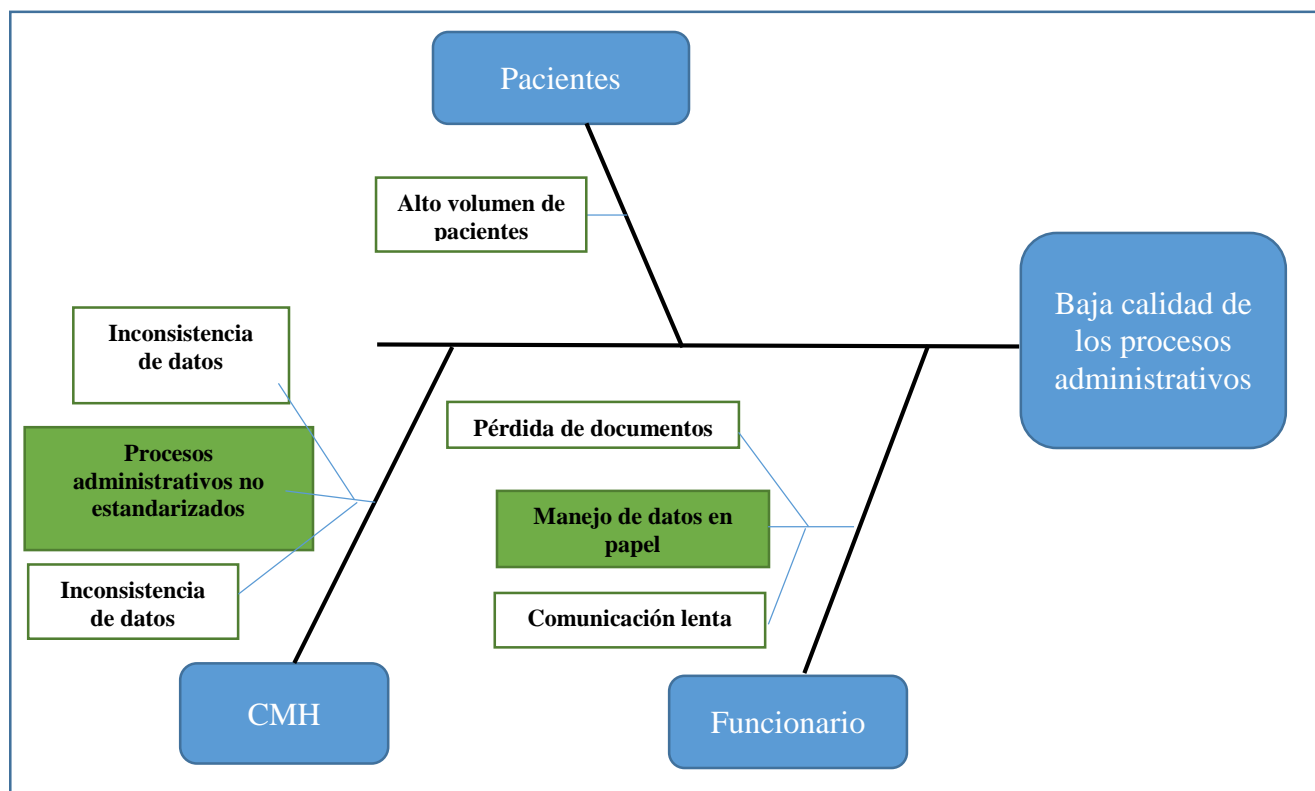 Pacientes
Alto volumen de
pacientes
Baja calidad de
los procesos
administrativos
Inconsistencia
de datos
Procesos
administrativos no
estandarizados
Inconsistencia
de datos
Pérdida de documentos
Manejo de datos en
papel
Comunicación lenta
CMH
Funcionario